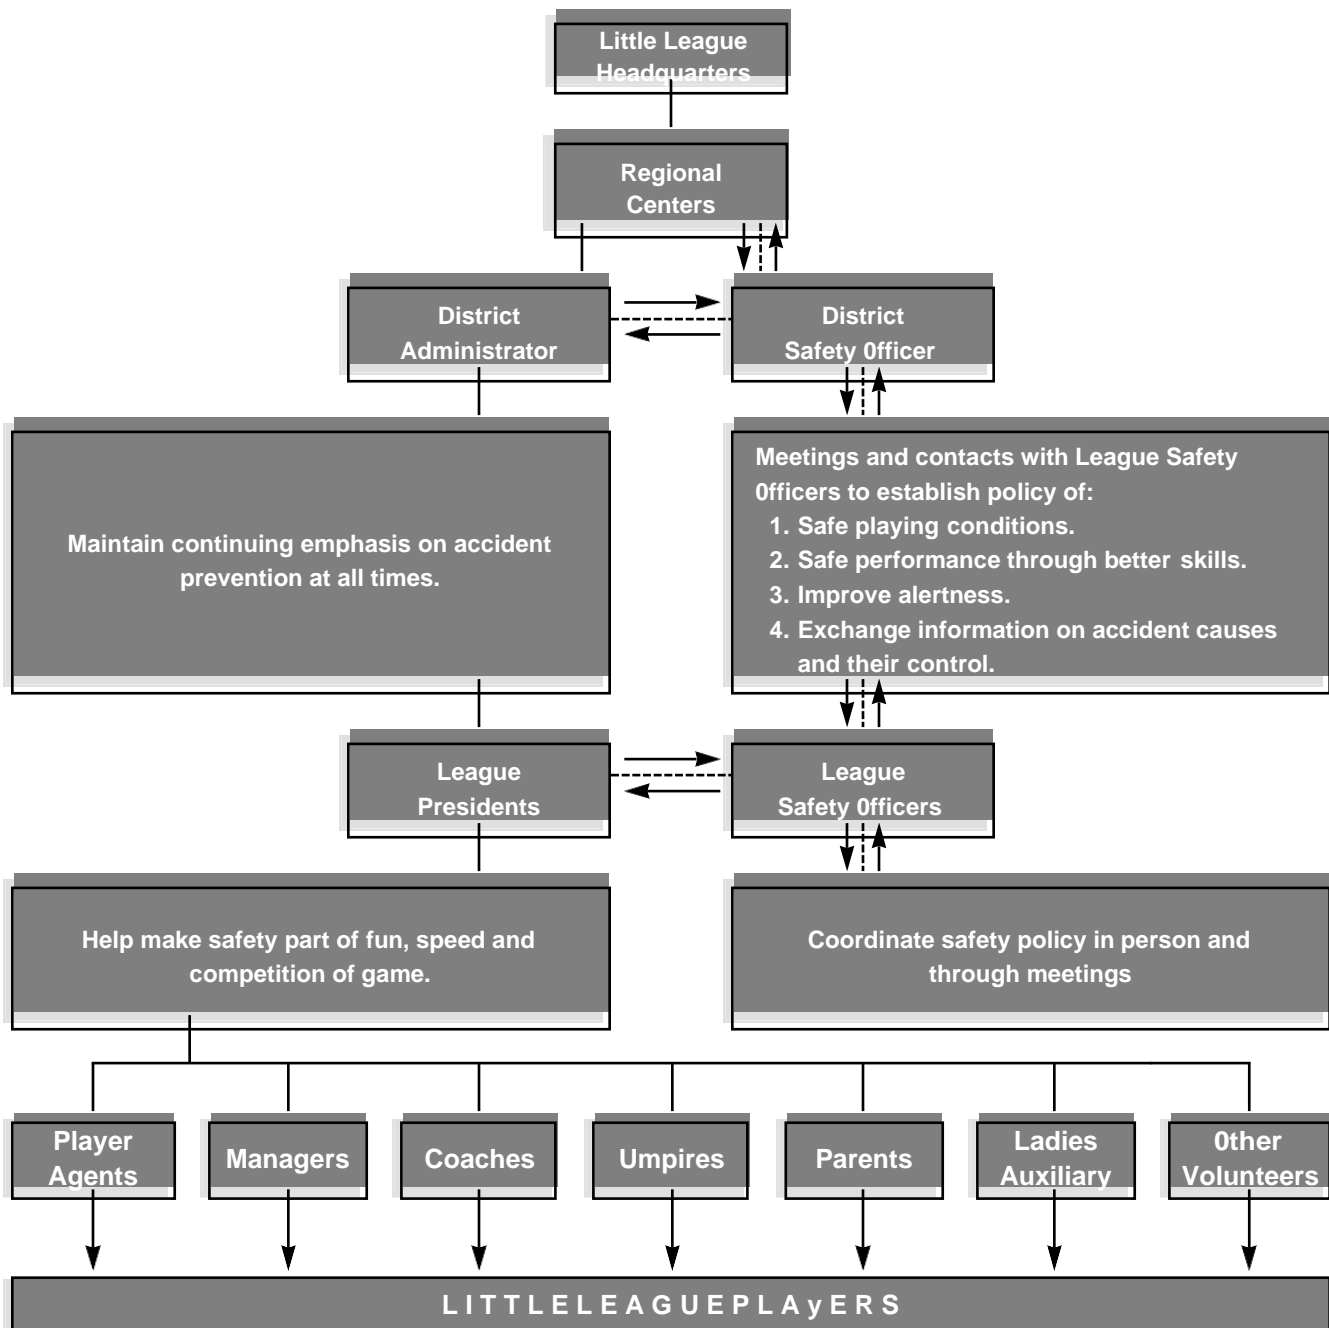 Little League
Headquarters
Regional
Centers
District
Administrator
District
Safety 0fficer
Maintain continuing emphasis on accident
prevention at all times.
Meetings and contacts with League Safety
0fficers to establish policy of:
1. Safe playing conditions.
2. Safe performance through better skills.
3. Improve alertness.
4. Exchange information on accident causes
and their control.
League
Presidents
League
Safety 0fficers
Help make safety part of fun, speed and
competition of game.
Coordinate safety policy in person and
through meetings
Player
Agents
Managers
Coaches
Umpires
Parents
Ladies
Auxiliary
0ther
Volunteers
L I T T L E L E A G U E P L A y E R S